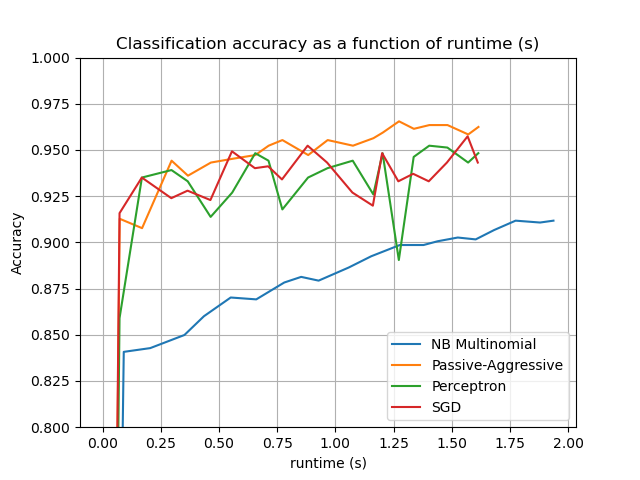 Classification accuracy as a function of runtime (s)
1.000
0.975
0.950
0.925
0.900
0.875
0.850
0.825
0.800
Accuracy
NB Multinomial
Passive-Aggressive
Perceptron
SGD
0.00 0.25 0.50 0.75 1.00 1.25 1.50 1.75 2.00
runtime (s)